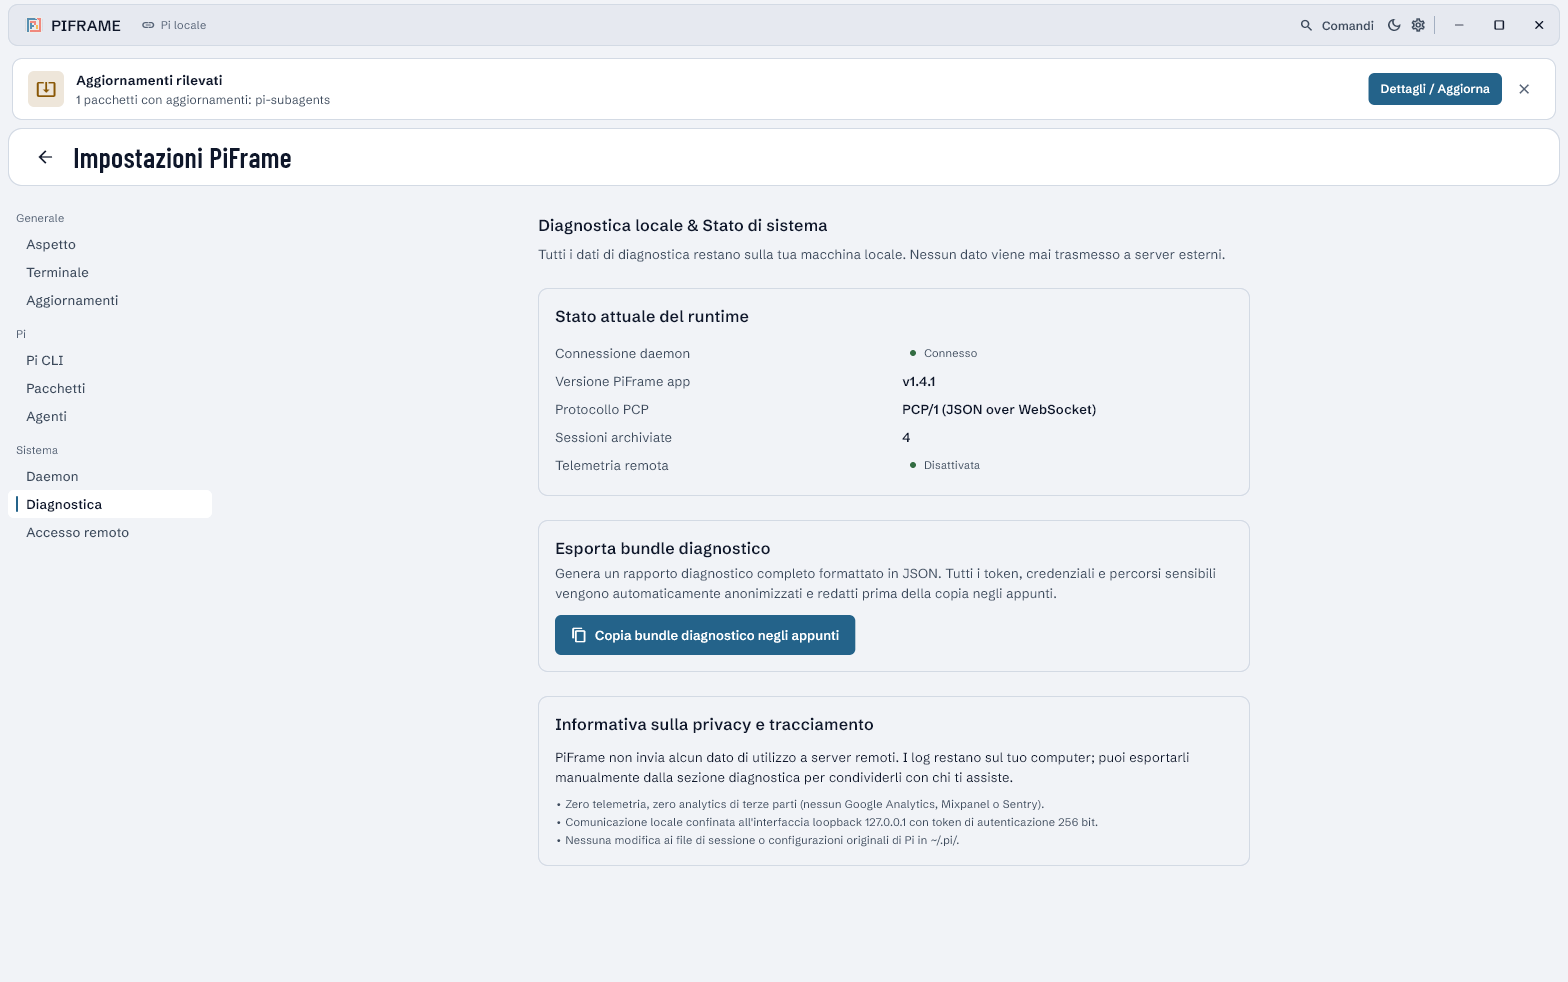 PIFRAME
Pi locale
Comandi
Aggiornamenti rilevati
1 pacchetti con aggiornamenti: pi-subagents
Dettagli / Aggiorna
Impostazioni PiFrame
Generale
Aspetto
Terminale
Aggiornamenti
Pi
Pi CLI
Pacchetti
Agenti
Sistema
Daemon
Diagnostica
Accesso remoto
Diagnostica locale & Stato di sistema
Tutti i dati di diagnostica restano sulla tua macchina locale. Nessun dato viene mai trasmesso a server esterni.
Stato attuale del runtime
Connessione daemon • Connesso
Versione PiFrame app v1.4.1
Protocollo PCP PCP/1 (JSON over WebSocket)
Sessioni archiviate 4
Telemetria remota • Disattivata
Esporta bundle diagnostico
Genera un rapporto diagnostico completo formattato in JSON. Tutti i token, credenziali e percorsi sensibili
vengono automaticamente anonimizzati e redatti prima della copia negli appunti.
Copia bundle diagnostico negli appunti
Informativa sulla privacy e tracciamento
PiFrame non invia alcun dato di utilizzo a server remoti. I log restano sul tuo computer; puoi esportarli
manualmente dalla sezione diagnostica per condividerli con chi ti assiste.
• Zero telemetria, zero analytics di terze parti (nessun Google Analytics, Mixpanel o Sentry).
• Comunicazione locale confinata all'interfaccia loopback 127.0.0.1 con token di autenticazione 256 bit.
• Nessuna modifica ai file di sessione o configurazioni originali di Pi in ~/.pi/.